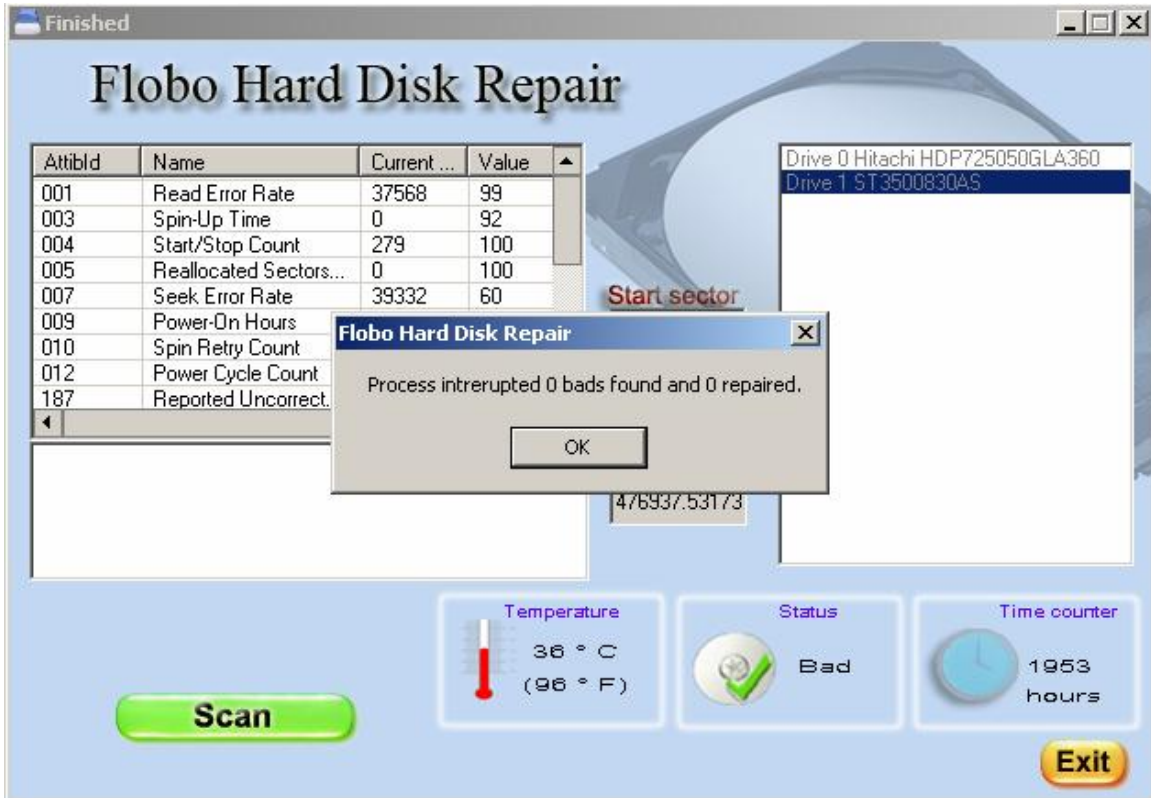 Finished
Flobo Hard Disk Repair
AttibId Name Current ... Value
001 Read Error Rate 37568 99
003 Spin-Up Time 0 92
004 Start/Stop Count 279 100
005 Reallocated Sectors... 0 100
007 Seek Error Rate 39332 60
009 Power-On Hours
010 Spin Retry Count
012 Power Cycle Count
187 Reported Uncorrect.
Drive 0 Hitachi HDP725050GLA360
Drive 1 ST3500830AS
Start sector
Flobo Hard Disk Repair
Process intrerupted 0 bads found and 0 repaired.
OK
476937.53173
Temperature
36 ° C
(96 ° F)
Status
Bad
Time counter
1953
hours
Scan
Exit